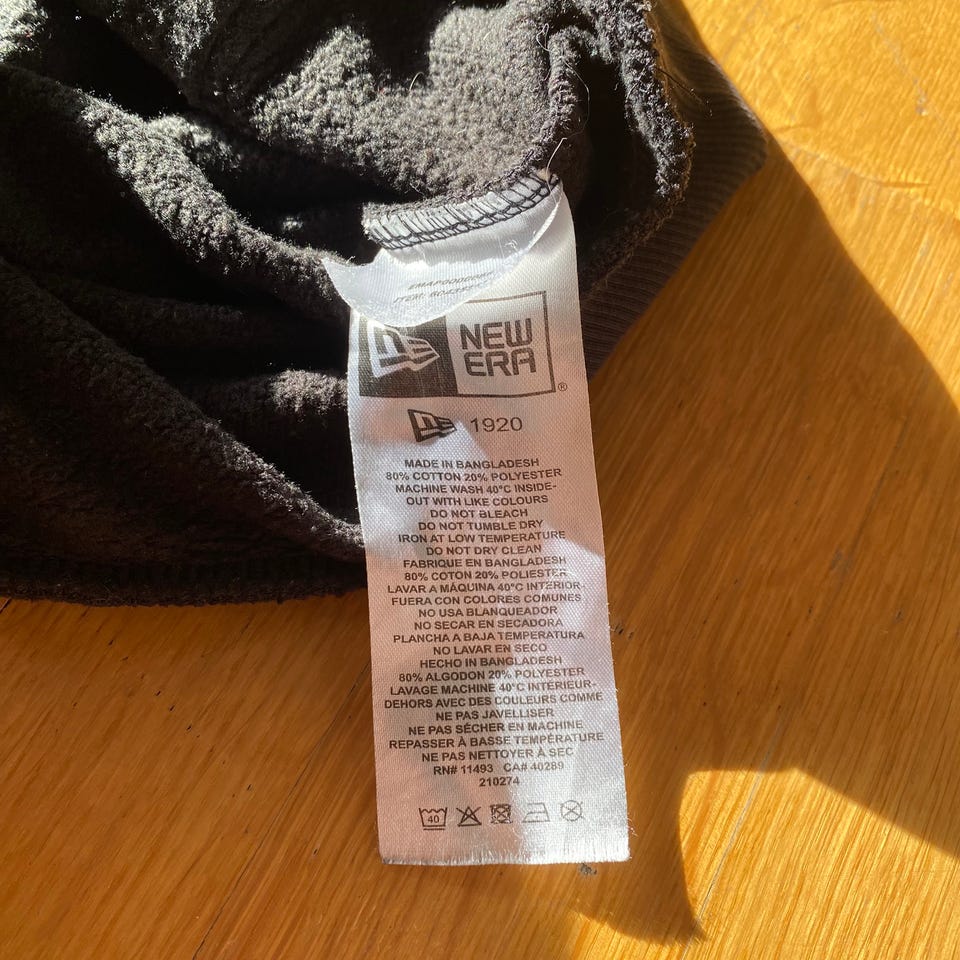 NEW
ERA
®
1920
MADE IN BANGLADESH
80% COTTON 20% POLYESTER
MACHINE WASH 40°C INSIDE-
OUT WITH LIKE COLOURS
DO NOT BLEACH
DO NOT TUMBLE DRY
IRON AT LOW TEMPERATURE
DO NOT DRY CLEAN
FABRIQUE EN BANGLADESH
80% COTON 20% POLIESTER
LAVAR A MÁQUINA 40°C INTERIOR-
FUERA CON COLORES COMUNES
NO USA BLANQUEADOR
NO SECAR EN SECADORA
PLANCHA A BAJA TEMPERATURA
NO LAVAR EN SECO
HECHO IN BANGLADESH
80% ALGODON 20% POLYESTER
LAVAGE MACHINE 40°C INTÉRIEUR-
DEHORS AVEC DES COULEURS COMME
NE PAS JAVELLISER
NE PAS SÉCHER EN MACHINE
REPASSER À BASSE TEMPÉRATURE
NE PAS NETTOYER À SEC
RN# 11493 CA# 40289
210274
40